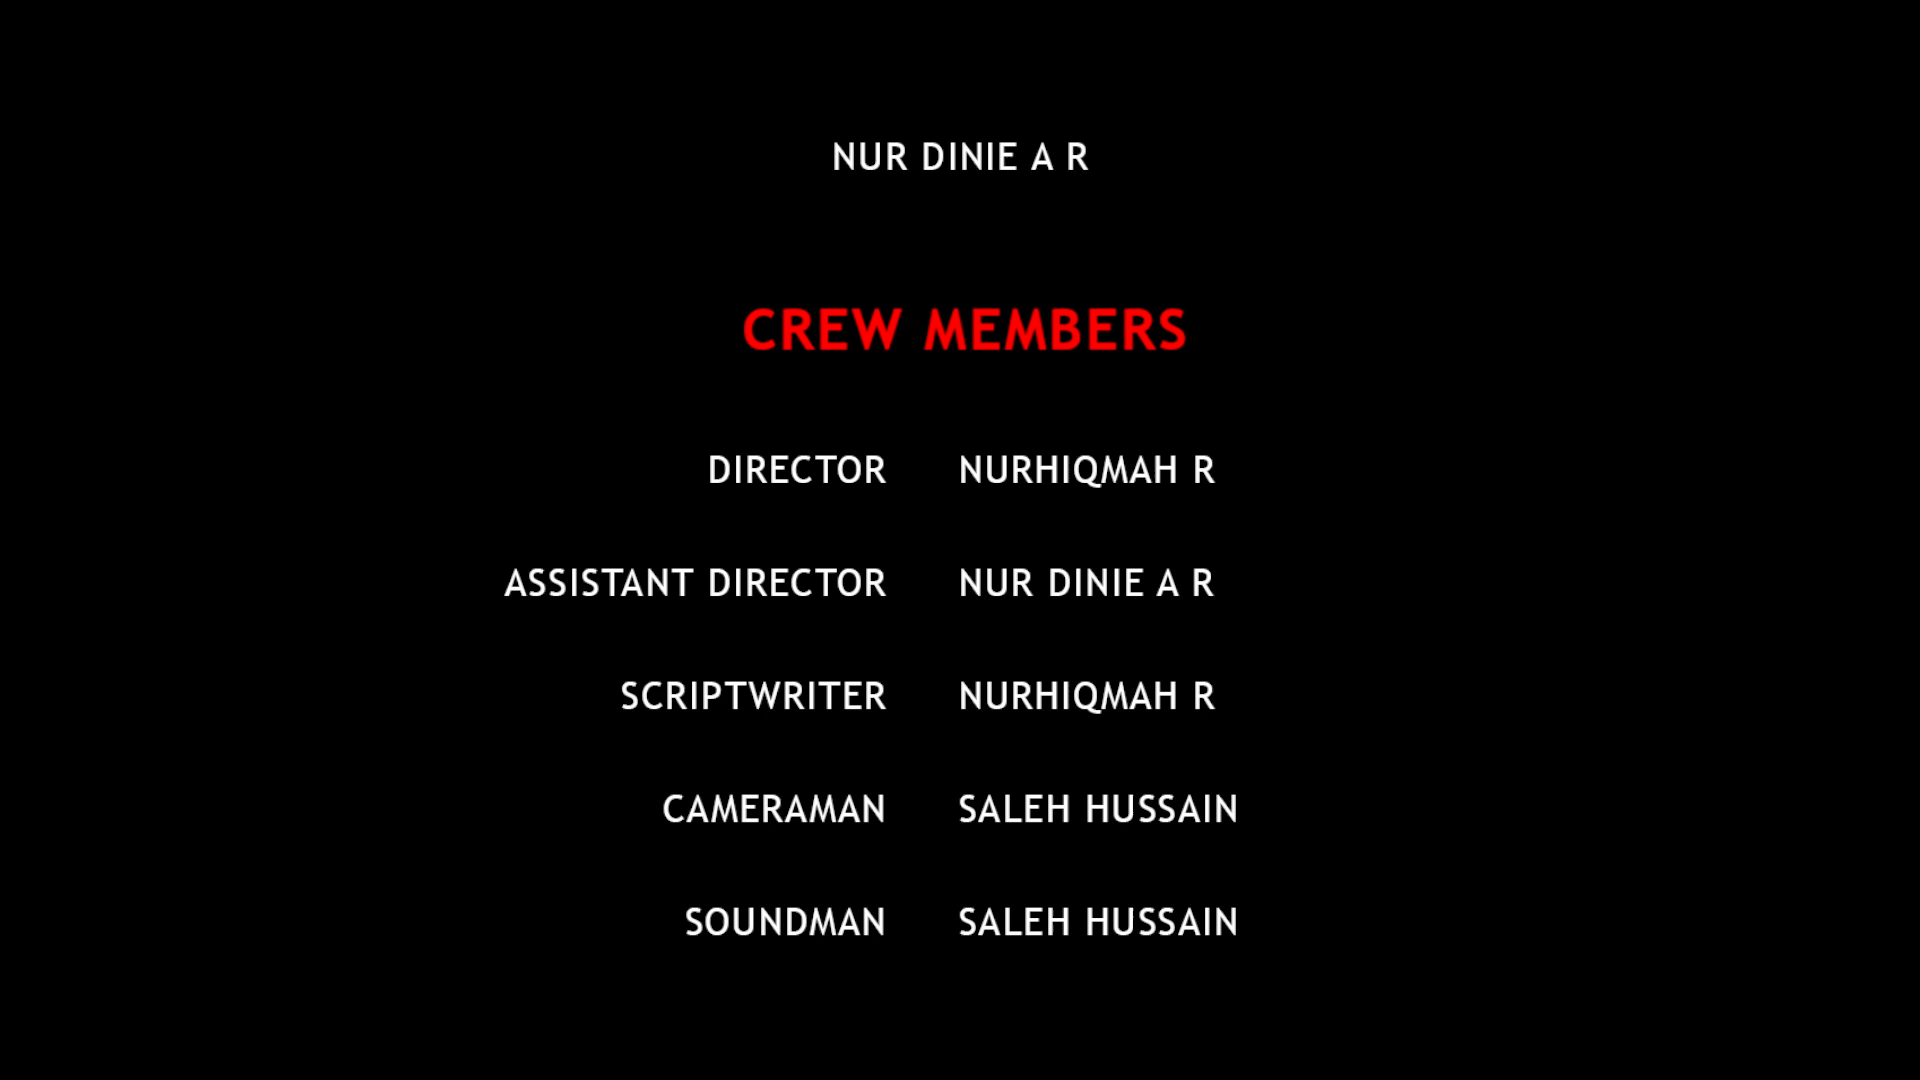 NUR DINIE A R
CREW MEMBERS
DIRECTOR NURHIQMAH R
ASSISTANT DIRECTOR NUR DINIE A R
SCRIPTWRITER NURHIQMAH R
CAMERAMAN SALEH HUSSAIN
SOUNDMAN SALEH HUSSAIN